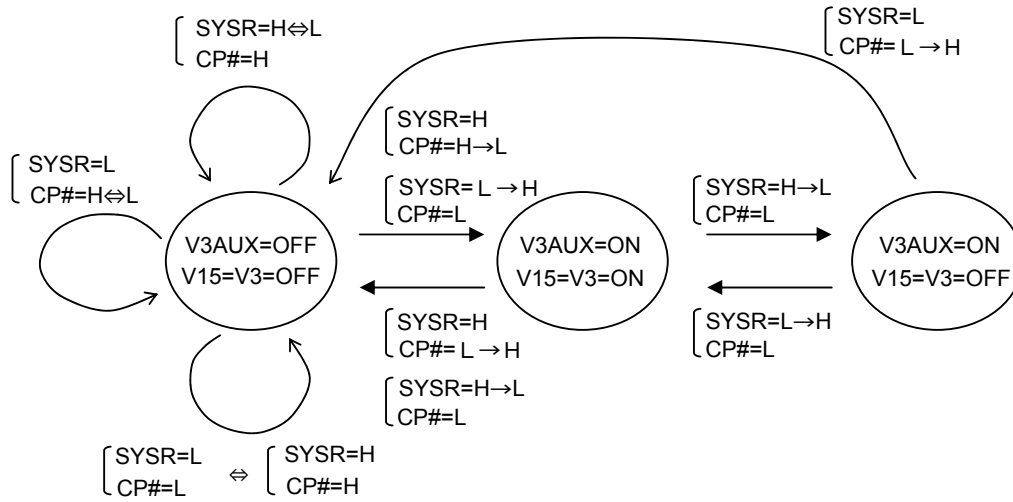 SYSR=H⇔L
CP#=H
SYSR=L
CP#= L → H
SYSR=H
CP#=H→L
SYSR=L
CP#=H⇔L
SYSR= L → H
CP#=L
SYSR=H→L
CP#=L
V3AUX=OFF
V15=V3=OFF
V3AUX=ON
V15=V3=ON
V3AUX=ON
V15=V3=OFF
SYSR=H
CP#= L → H
SYSR=L→H
CP#=L
SYSR=H→L
CP#=L
SYSR=L
CP#=L
⇔
SYSR=H
CP#=H